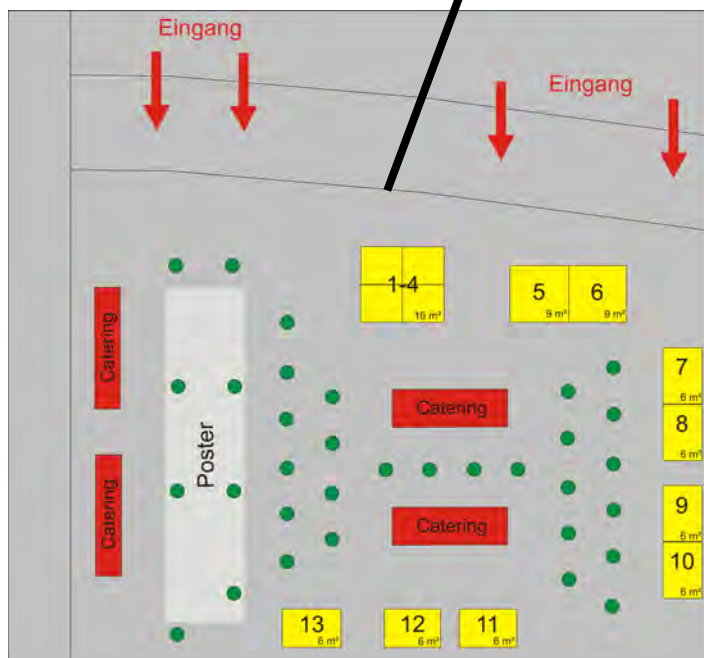 Eingang
Eingang
1-4
16 m²
5
9 m²
6
9 m²
Catering
Poster
Catering
7
6 m²
8
6 m²
Catering
Catering
9
6 m²
10
6 m²
13
6 m²
12
6 m²
11
6 m²